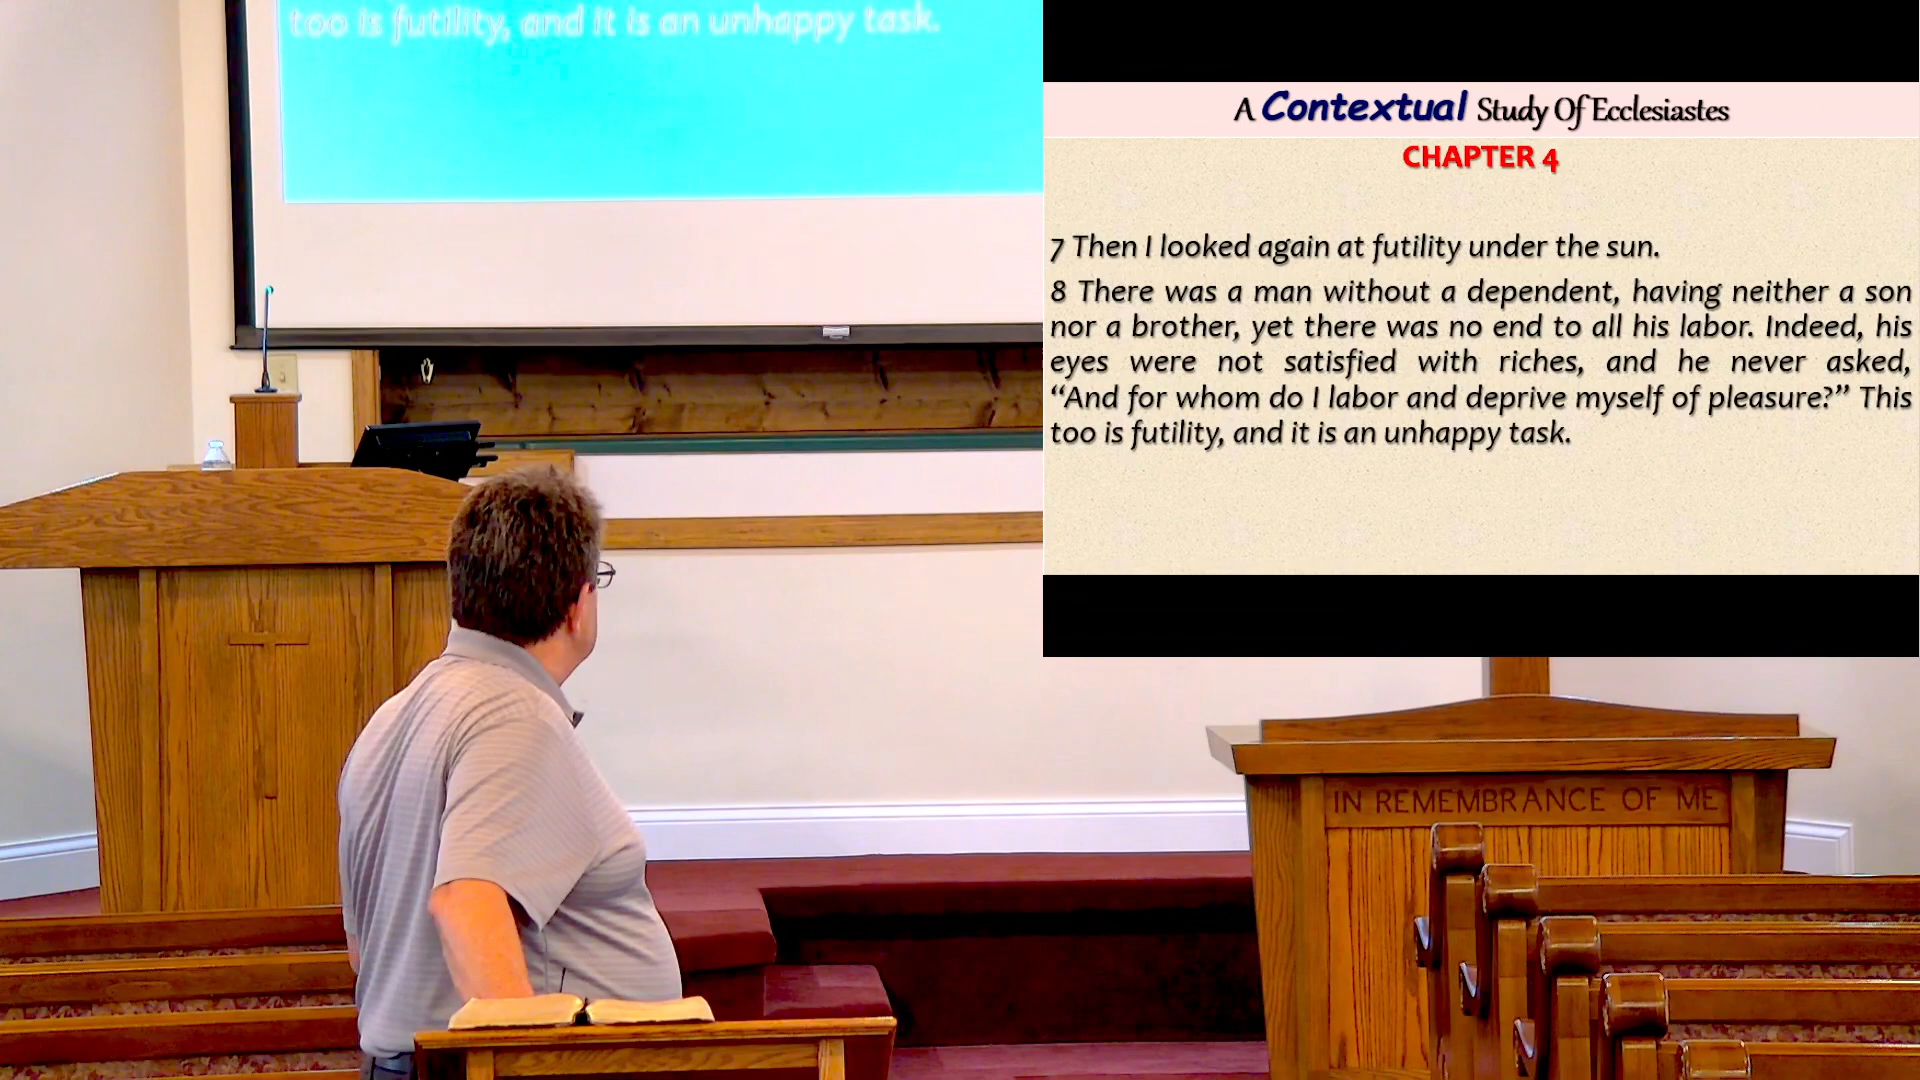 too is futility, and it is an unhappy task.
A Contextual Study Of Ecclesiastes
CHAPTER 4
7 Then I looked again at futility under the sun.
8 There was a man without a dependent, having neither a son
nor a brother, yet there was no end to all his labor. Indeed, his
eyes were not satisfied with riches, and he never asked,
“And for whom do I labor and deprive myself of pleasure?” This
too is futility, and it is an unhappy task.
IN REMEMBRANCE OF ME